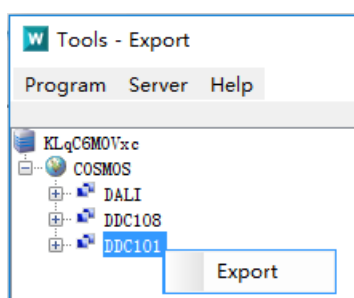 W Tools - Export
Program Server Help
KLqC6M0Vxc
COSMOS
DALI
DDC108
DDC101
Export